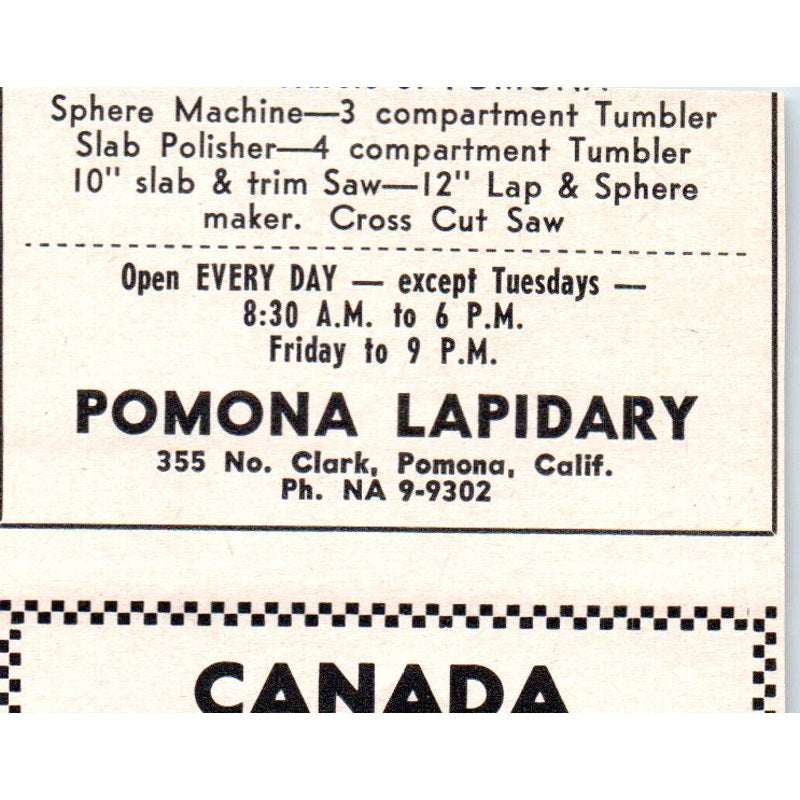 POMONA
Sphere Machine—3 compartment Tumbler
Slab Polisher—4 compartment Tumbler
10" slab & trim Saw—12" Lap & Sphere
maker. Cross Cut Saw
Open EVERY DAY — except Tuesdays —
8:30 A.M. to 6 P.M.
Friday to 9 P.M.
POMONA LAPIDARY
355 No. Clark, Pomona, Calif.
Ph. NA 9-9302
CANADA